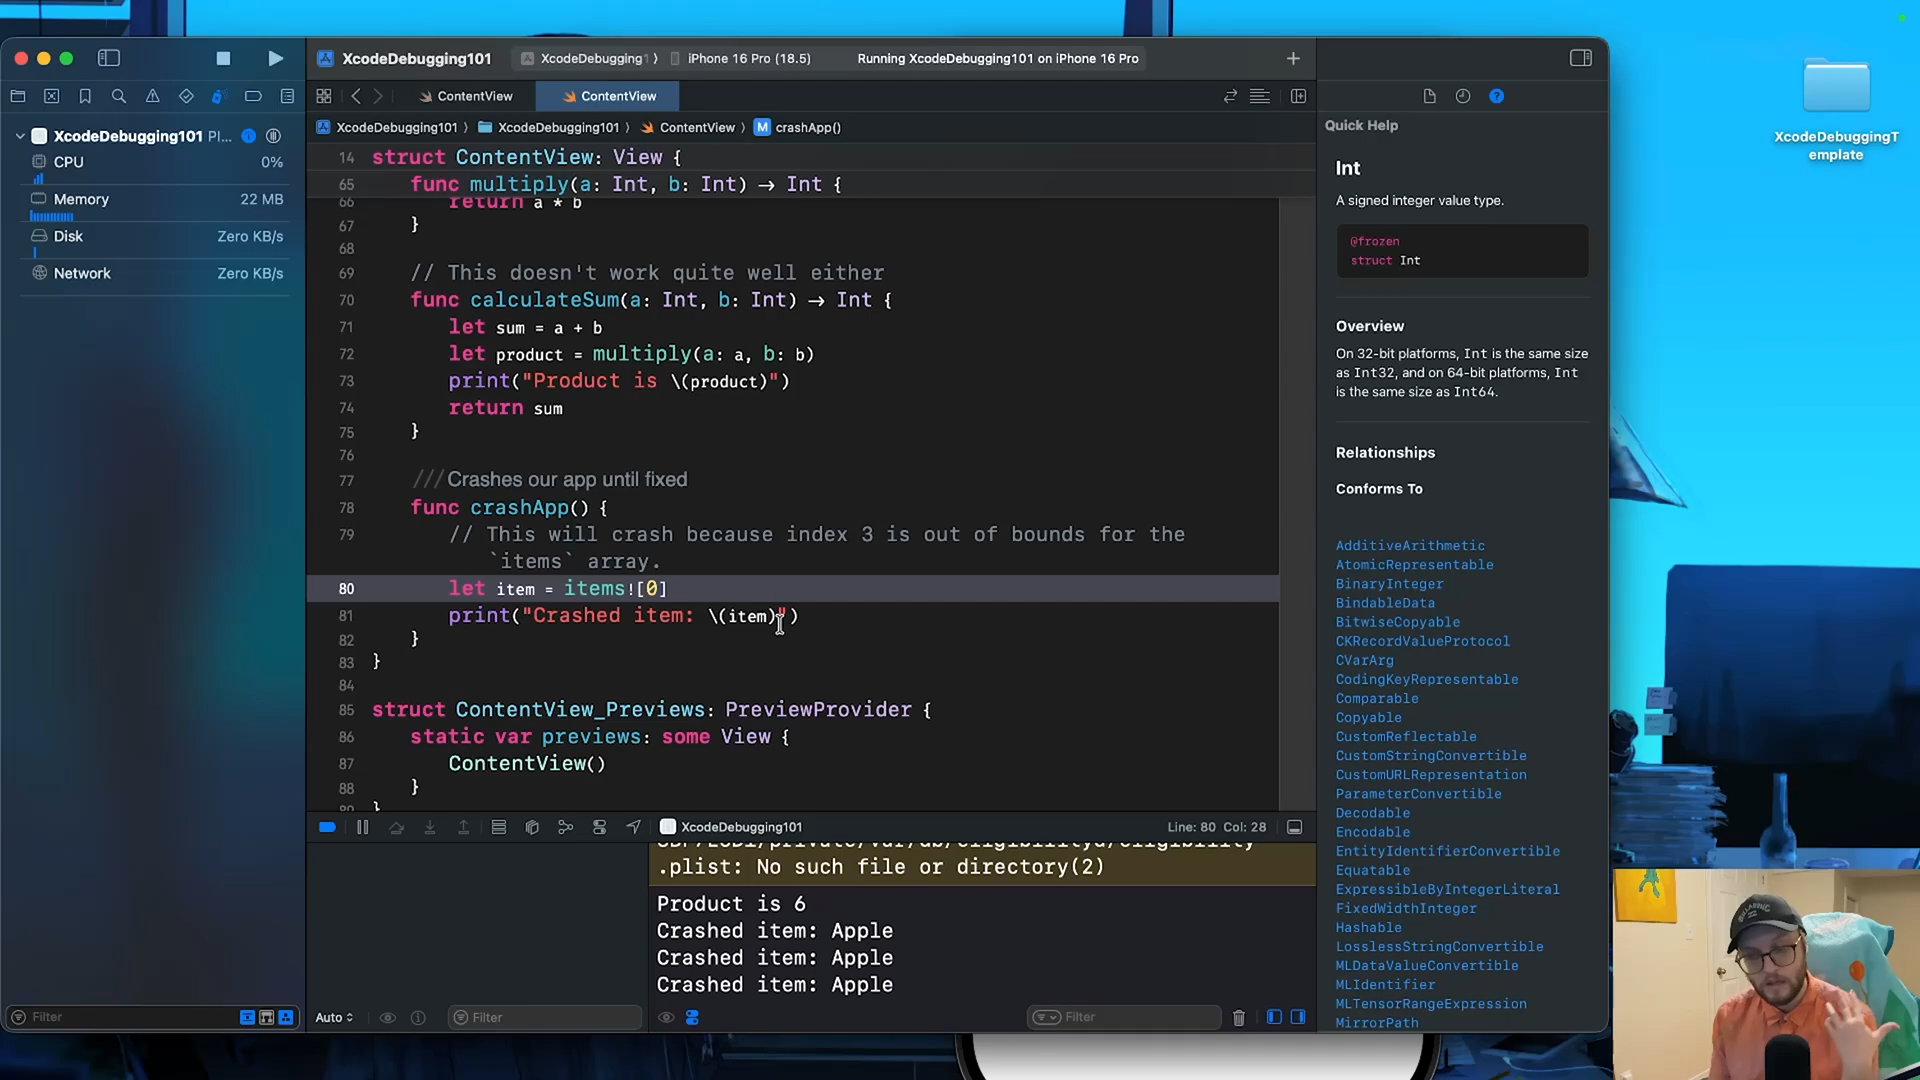 XcodeDebugging101
XcodeDebugging1
iPhone 16 Pro (18.5)
Running XcodeDebugging101 on iPhone 16 Pro
ContentView
ContentView
XcodeDebugging101
XcodeDebugging101
ContentView
M
crashApp()
XcodeDebugging101 PI...
CPU
0%
Memory
22 MB
Disk
Zero KB/s
Network
Zero KB/s
Filter
14 struct ContentView: View {
65 func multiply(a: Int, b: Int) -> Int {
66 return a * b
67 }
68
69 // This doesn't work quite well either
70 func calculateSum(a: Int, b: Int) -> Int {
71 let sum = a + b
72 let product = multiply(a: a, b: b)
73 print("Product is \(product)")
74 return sum
75 }
76
77 /// Crashes our app until fixed
78 func crashApp() {
79 // This will crash because index 3 is out of bounds for the
`items` array.
80 let item = items![0]
81 print("Crashed item: \(item)")
82 }
83 }
84
85 struct ContentView_Previews: PreviewProvider {
86 static var previews: some View {
87 ContentView()
88 }
89 }
XcodeDebugging101
Line: 80 Col: 28
.plist: No such file or directory(2)
Product is 6
Crashed item: Apple
Crashed item: Apple
Crashed item: Apple
Auto
Filter
Filter
Quick Help
Int
A signed integer value type.
@frozen
struct Int
Overview
On 32-bit platforms, Int is the same size
as Int32, and on 64-bit platforms, Int
is the same size as Int64.
Relationships
Conforms To
AdditiveArithmetic
AtomicRepresentable
BinaryInteger
BindableData
BitwiseCopyable
CKRecordValueProtocol
CVarArg
CodingKeyRepresentable
Comparable
Copyable
CustomReflectable
CustomStringConvertible
CustomURLRepresentation
ParameterConvertible
Decodable
Encodable
EntityIdentifierConvertible
Equatable
ExpressibleByIntegerLiteral
FixedWidthInteger
Hashable
LosslessStringConvertible
MLDataValueConvertible
MLIdentifier
MLTensorRangeExpression
MirrorPath
XcodeDebuggingT
emplate